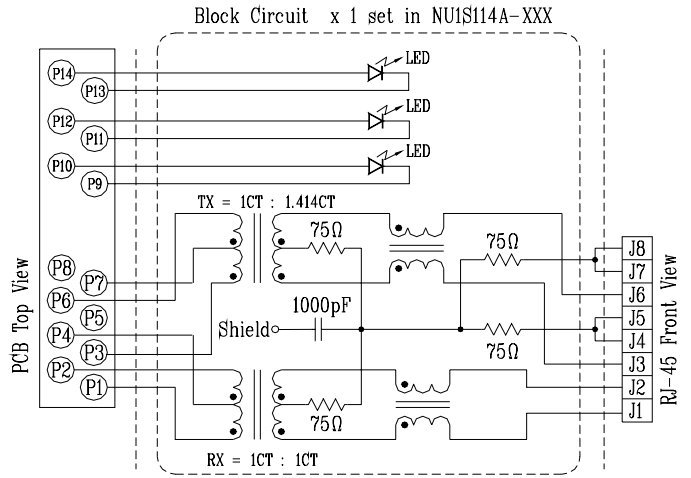 Block Circuit x 1 set in NU1S114A-XXX
P14
LED
P13
P12
LED
P11
P10
LED
P9
TX = 1CT : 1.414CT
75Ω
75Ω
J8
P8
J7
P7
P6
J6
1000pF
P5
J5
Shield
P4
J4
P3
75Ω
J3
P2
J2
P1
J1
75Ω
RX = 1CT : 1CT
PCB Top View
RJ-45 Front View